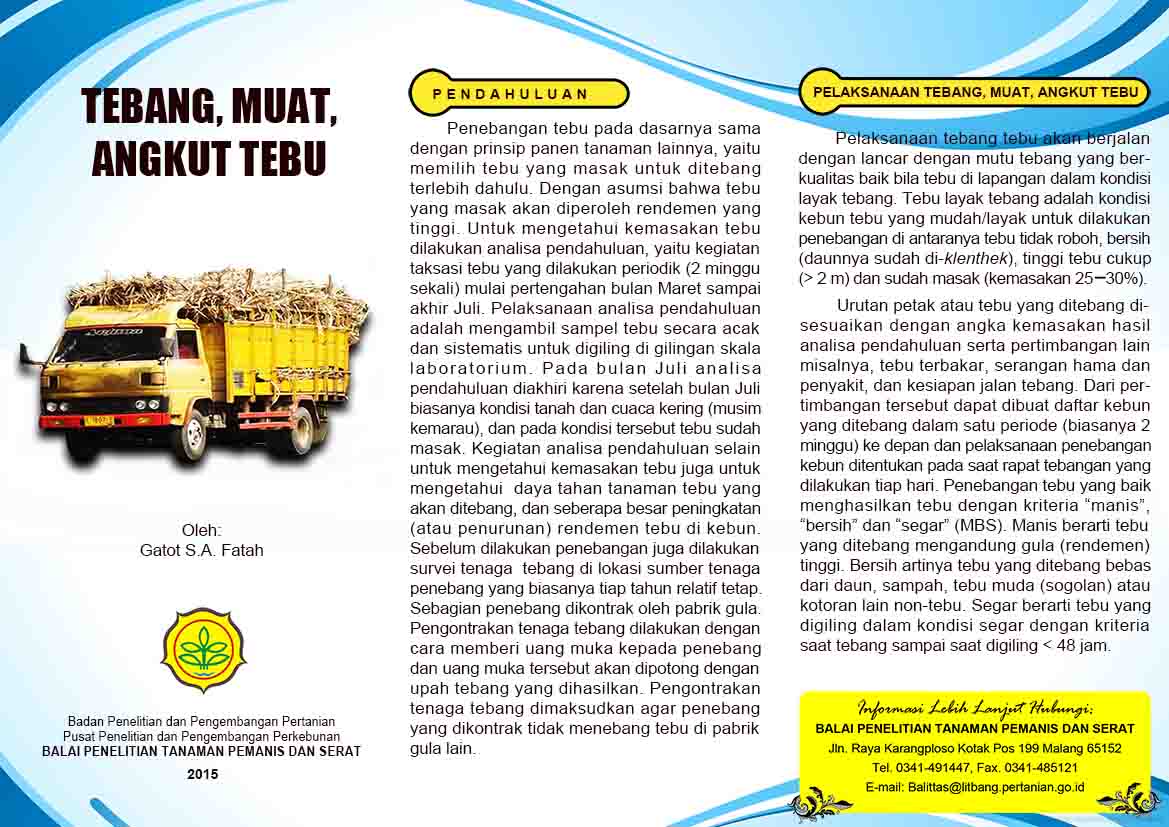 TEBANG, MUAT,
ANGKUT TEBU
Oleh:
Gatot S.A. Fatah
Badan Penelitian dan Pengembangan Pertanian
Pusat Penelitian dan Pengembangan Perkebunan
BALAI PENELITIAN TANAMAN PEMANIS DAN SERAT
2015
PENDAHULUAN
Penebangan tebu pada dasarnya sama
dengan prinsip panen tanaman lainnya, yaitu
memilih tebu yang masak untuk ditebang
terlebih dahulu. Dengan asumsi bahwa tebu
yang masak akan diperoleh rendemen yang
tinggi. Untuk mengetahui kemasakan tebu
dilakukan analisa pendahuluan, yaitu kegiatan
taksasi tebu yang dilakukan periodik (2 minggu
sekali) mulai pertengahan bulan Maret sampai
akhir Juli. Pelaksanaan analisa pendahuluan
adalah mengambil sampel tebu secara acak
dan sistematis untuk digiling di gilingan skala
laboratorium. Pada bulan Juli analisa
pendahuluan diakhiri karena setelah bulan Juli
biasanya kondisi tanah dan cuaca kering (musim
kemarau), dan pada kondisi tersebut tebu sudah
masak. Kegiatan analisa pendahuluan selain
untuk mengetahui kemasakan tebu juga untuk
mengetahui daya tahan tanaman tebu yang
akan ditebang, dan seberapa besar peningkatan
(atau penurunan) rendemen tebu di kebun.
Sebelum dilakukan penebangan juga dilakukan
survei tenaga tebang di lokasi sumber tenaga
penebang yang biasanya tiap tahun relatif tetap.
Sebagian penebang dikontrak oleh pabrik gula.
Pengontrakan tenaga tebang dilakukan dengan
cara memberi uang muka kepada penebang
dan uang muka tersebut akan dipotong dengan
upah tebang yang dihasilkan. Pengontrakan
tenaga tebang dimaksudkan agar penebang
yang dikontrak tidak menebang tebu di pabrik
gula lain.
PELAKSANAAN TEBANG, MUAT, ANGKUT TEBU
Pelaksanaan tebang tebu akan berjalan
dengan lancar dengan mutu tebang yang ber-
kualitas baik bila tebu di lapangan dalam kondisi
layak tebang. Tebu layak tebang adalah kondisi
kebun tebu yang mudah/layak untuk dilakukan
penebangan di antaranya tebu tidak roboh, bersih
(daunnya sudah di-klenthek), tinggi tebu cukup
(> 2 m) dan sudah masak (kemasakan 25–30%).
Urutan petak atau tebu yang ditebang di-
sesuaikan dengan angka kemasakan hasil
analisa pendahuluan serta pertimbangan lain
misalnya, tebu terbakar, serangan hama dan
penyakit, dan kesiapan jalan tebang. Dari per-
timbangan tersebut dapat dibuat daftar kebun
yang ditebang dalam satu periode (biasanya 2
minggu) ke depan dan pelaksanaan penebangan
kebun ditentukan pada saat rapat tebangan yang
dilakukan tiap hari. Penebangan tebu yang baik
menghasilkan tebu dengan kriteria “manis”,
“bersih” dan “segar” (MBS). Manis berarti tebu
yang ditebang mengandung gula (rendemen)
tinggi. Bersih artinya tebu yang ditebang bebas
dari daun, sampah, tebu muda (sogolan) atau
kotoran lain non-tebu. Segar berarti tebu yang
digiling dalam kondisi segar dengan kriteria
saat tebang sampai saat digiling < 48 jam.
Informasi Lebih Lanjut Hubungi:
BALAI PENELITIAN TANAMAN PEMANIS DAN SERAT
Jln. Raya Karangploso Kotak Pos 199 Malang 65152
Tel. 0341-491447, Fax. 0341-485121
E-mail: Balittas@litbang.pertanian.go.id